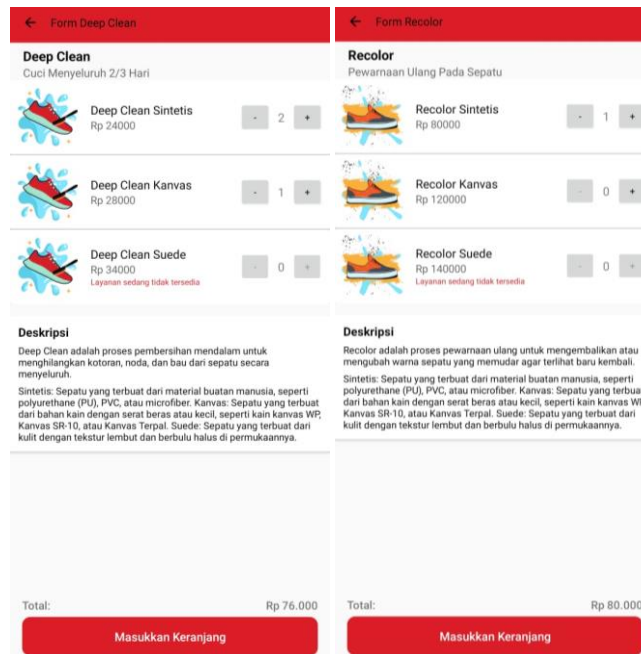 Form Deep Clean
Deep Clean
Cuci Menyeluruh 2/3 Hari
Deep Clean Sintetis
Rp 24000
- 2 +
Deep Clean Kanvas
Rp 28000
- 1 +
Deep Clean Suede
Rp 34000
Layanan sedang tidak tersedia
- 0 +
Deskripsi
Deep Clean adalah proses pembersihan mendalam untuk
menghilangkan kotoran, noda, dan bau dari sepatu secara
menyeluruh.
Sintetis: Sepatu yang terbuat dari material buatan manusia, seperti
polyurethane (PU), PVC, atau microfiber. Kanvas: Sepatu yang terbuat
dari bahan kain dengan serat beras atau kecil, seperti kain kanvas WP,
Kanvas SR-10, atau Kanvas Terpal. Suede: Sepatu yang terbuat dari
kulit dengan tekstur lembut dan berbulu halus di permukaannya.
Total: Rp 76.000
Masukkan Keranjang
Form Recolor
Recolor
Pewarnaan Ulang Pada Sepatu
Recolor Sintetis
Rp 80000
- 1 +
Recolor Kanvas
Rp 120000
- 0 +
Recolor Suede
Rp 140000
Layanan sedang tidak tersedia
- 0 +
Deskripsi
Recolor adalah proses pewarnaan ulang untuk mengembalikan atau
mengubah warna sepatu yang memudar agar terlihat baru kembali.
Sintetis: Sepatu yang terbuat dari material buatan manusia, seperti
polyurethane (PU), PVC, atau microfiber. Kanvas: Sepatu yang terbuat
dari bahan kain dengan serat beras atau kecil, seperti kain kanvas WP
Kanvas SR-10, atau Kanvas Terpal. Suede: Sepatu yang terbuat dari
kulit dengan tekstur lembut dan berbulu halus di permukaannya.
Total: Rp 80.000
Masukkan Keranjang